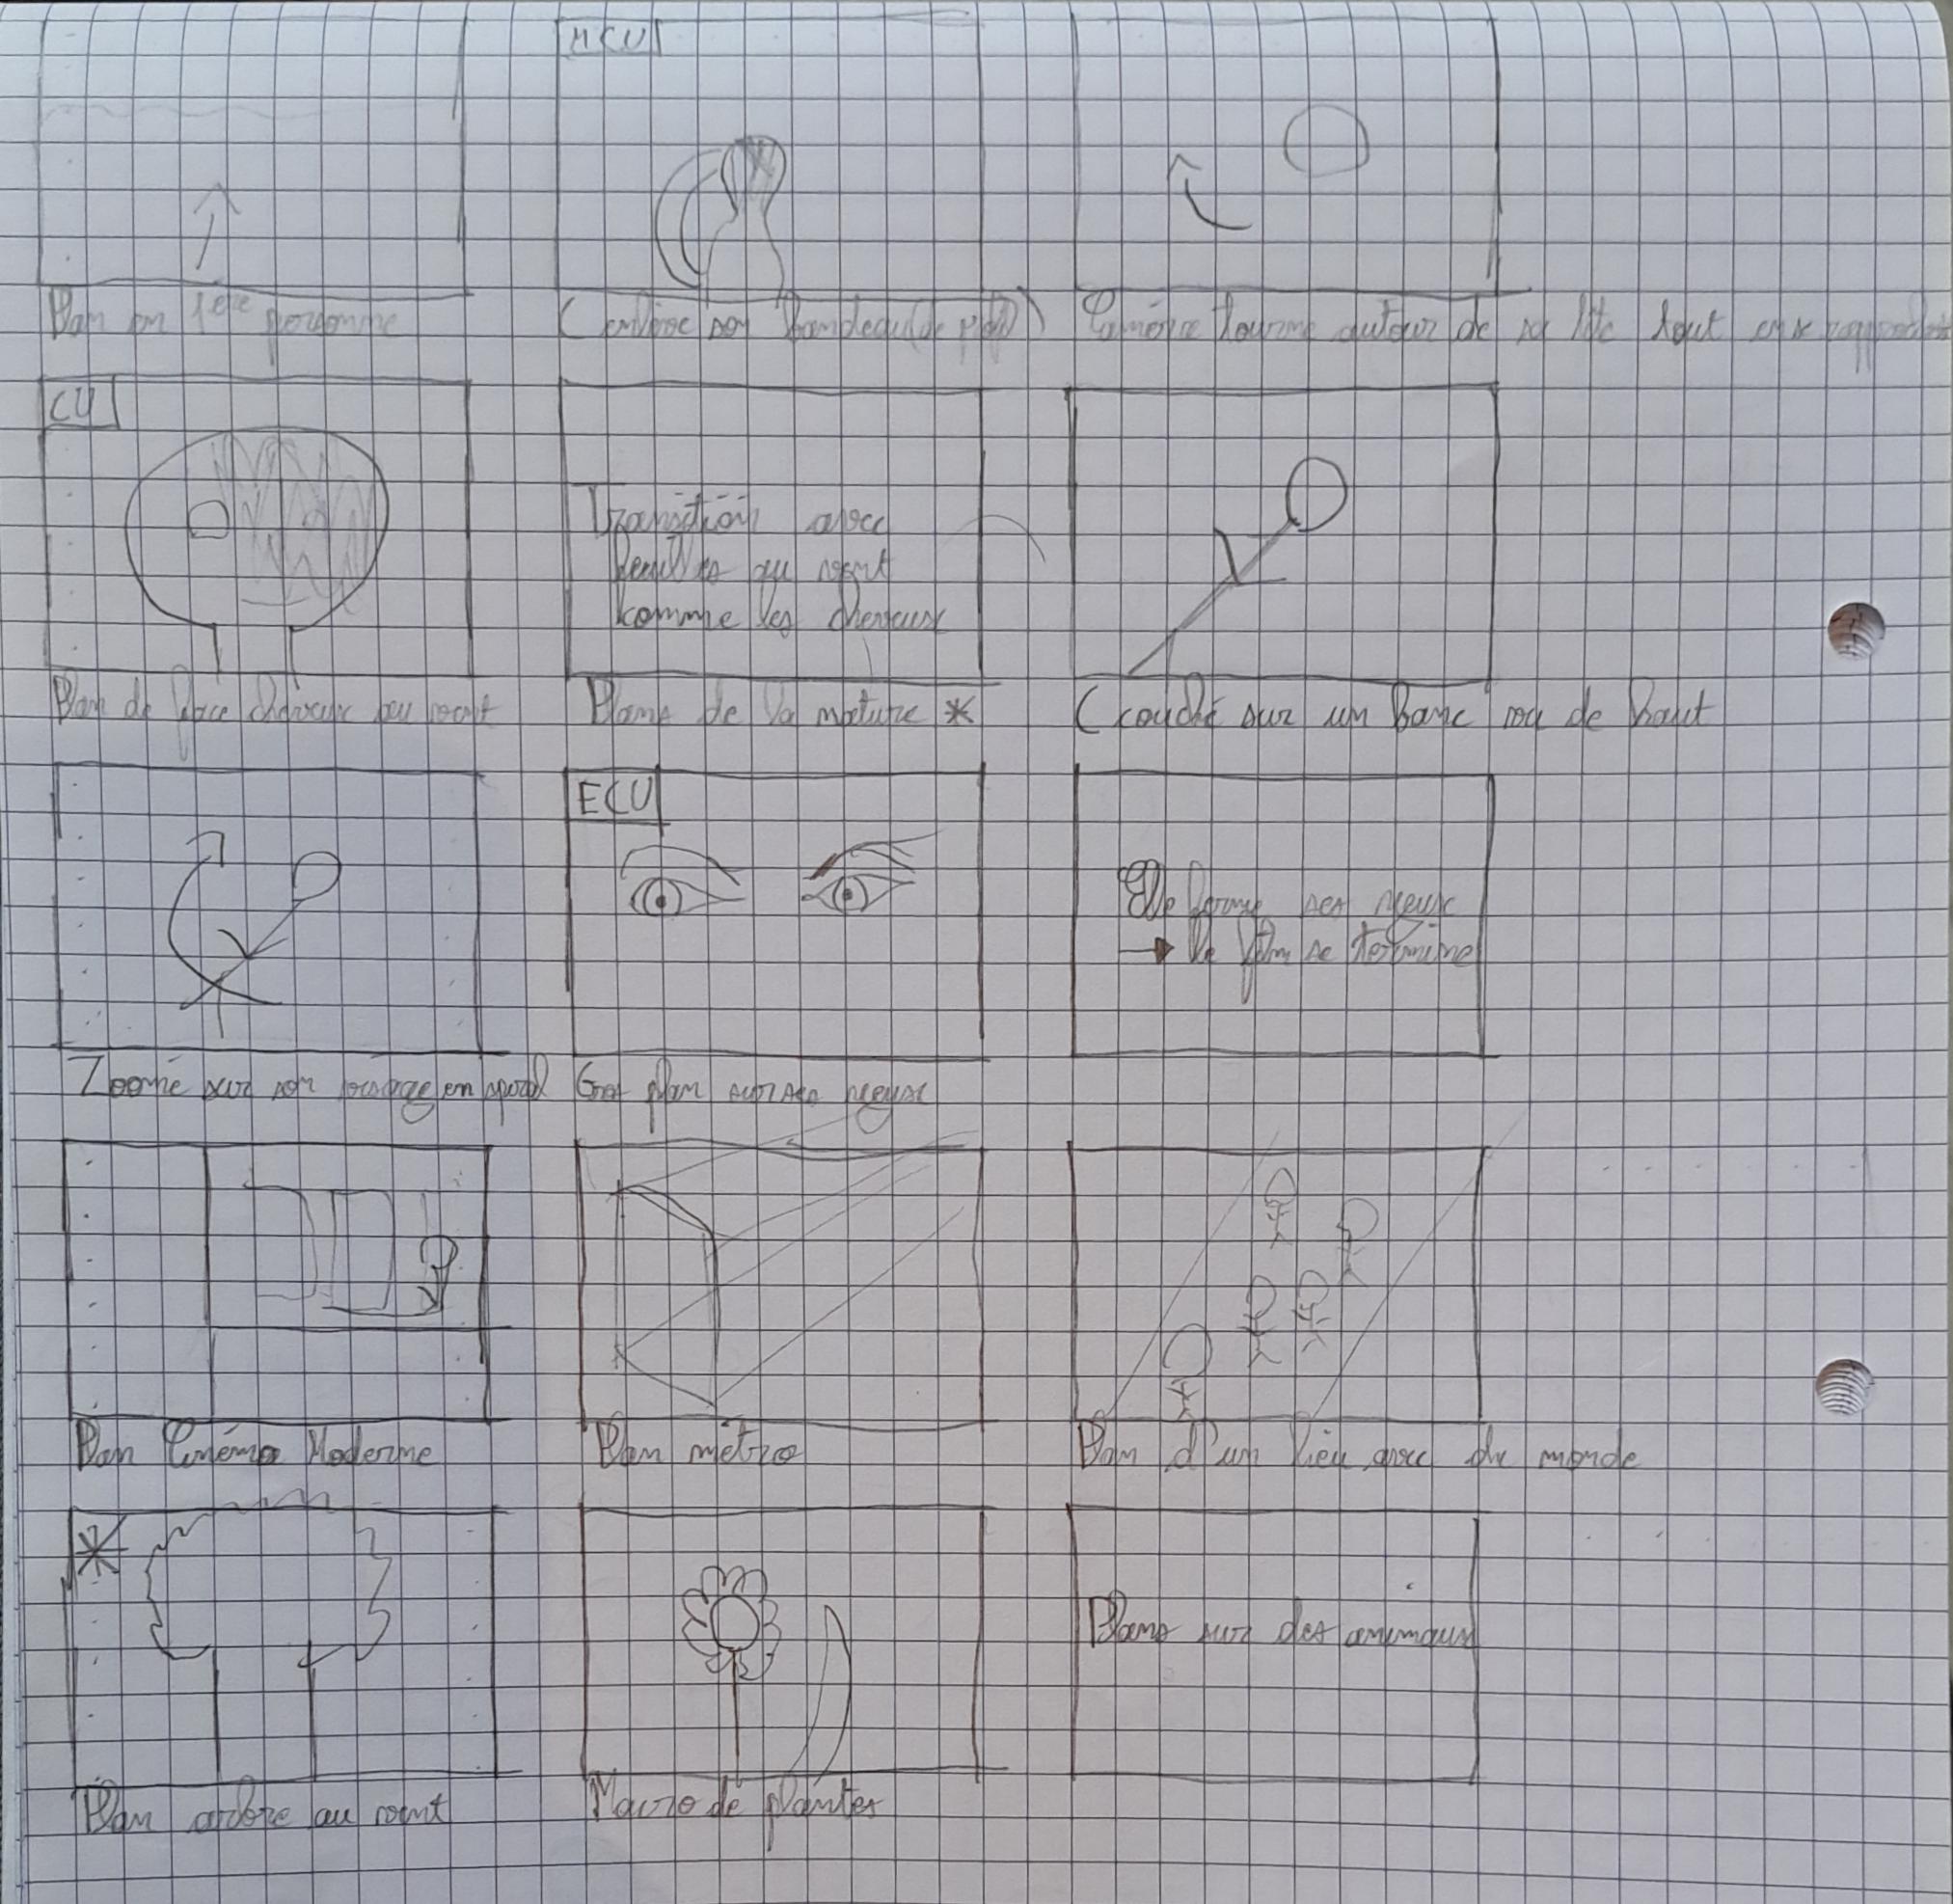 MCU
Plan en 1ère personne
(enlève son bandeau (de profil))
Caméra tourne autour de sa tête tout en se rapprochant
CU
Transition avec
feuilles au vent
comme les cheveux
Plan de face cheveux au vent
Plans de la nature *
(couché sur un banc vu de haut
ECU
Elle ferme ses yeux
→ le film se termine
Zoome sur son visage en spiral
Gros plan sur ses yeux
Plan Cinéma Moderne
Plan métro
Plan d'un lieu avec du monde
*
Plans sur des animaux
Plan arbre au vent
Macro de plantes